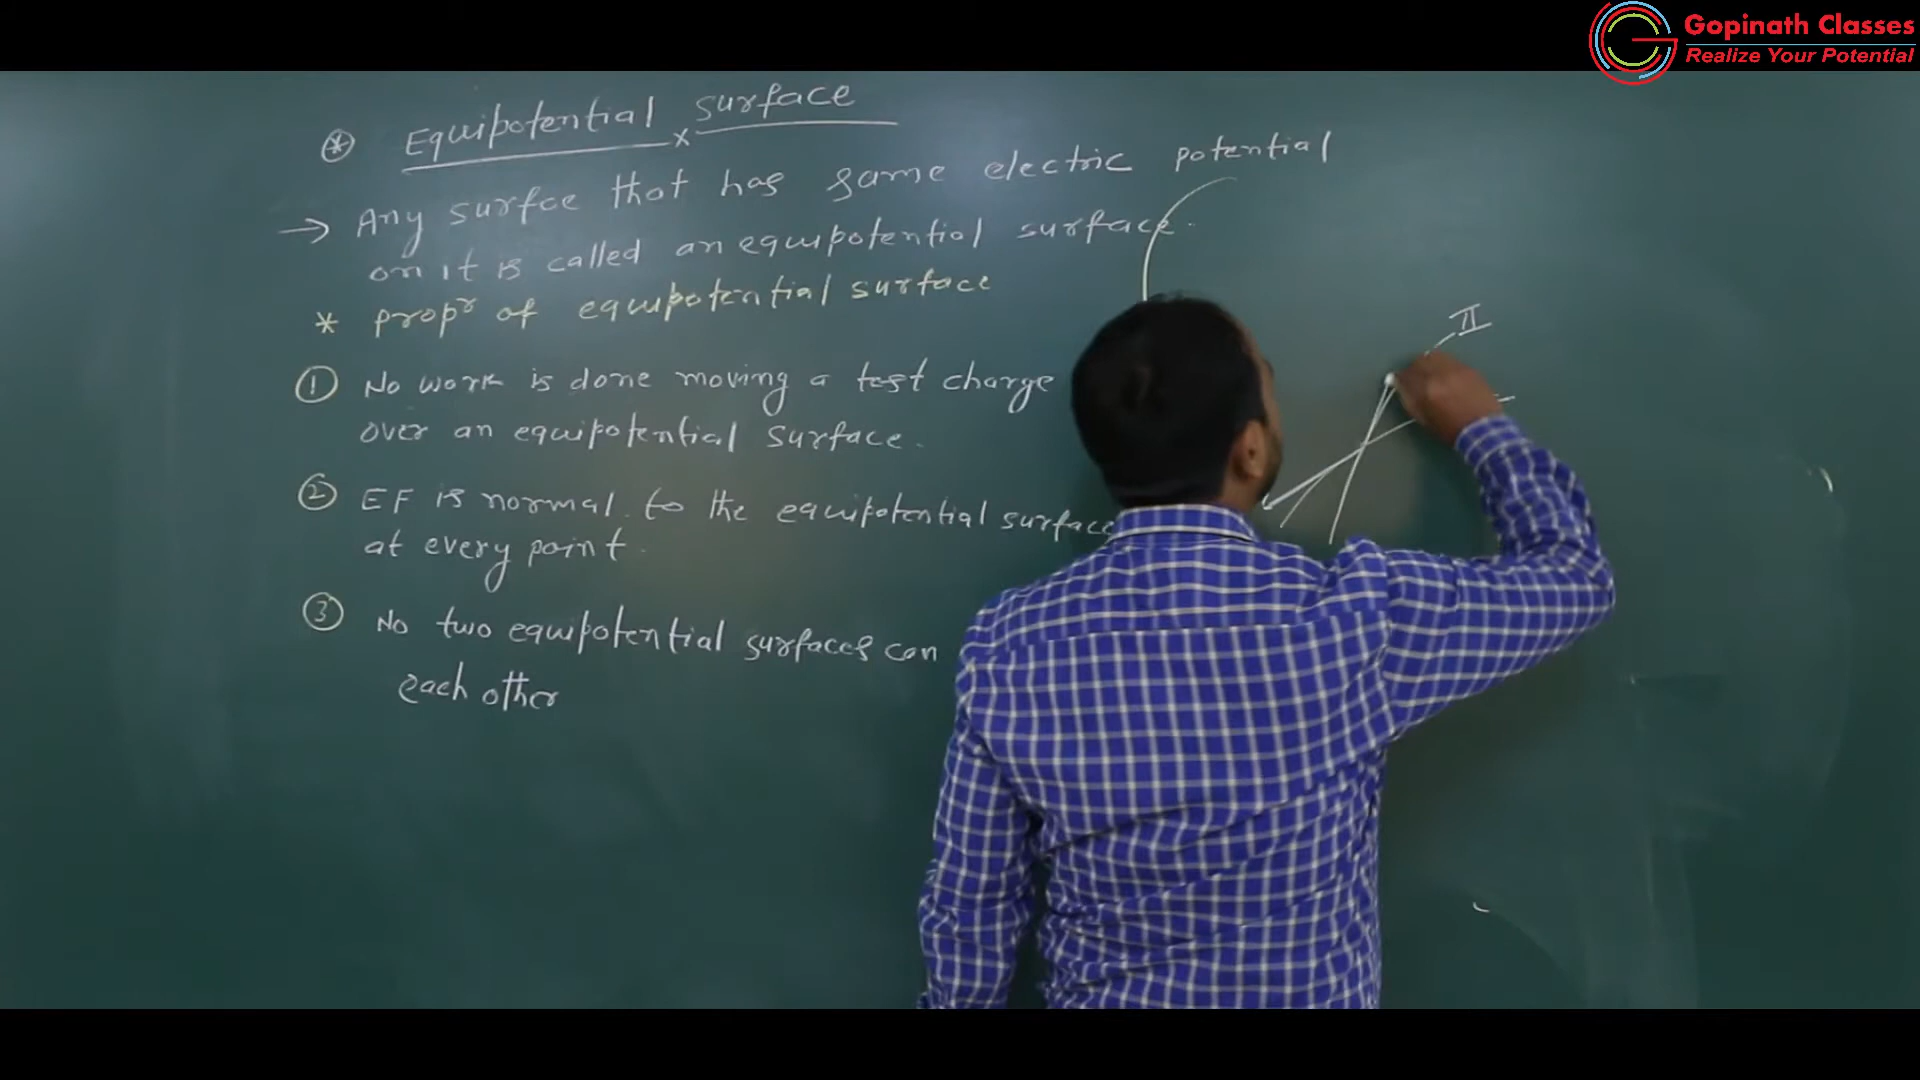 Gopinath Classes
Realize Your Potential
Equipotential surface
→ Any surfce that has same electric potential
on it is called an equipotential surface.
* propr of equipotential surface
① No work is done moving a test charge
over an equipotential surface.
② EF is normal to the equipotential surface
at every point.
③ No two equipotential surfaces can
each other
II